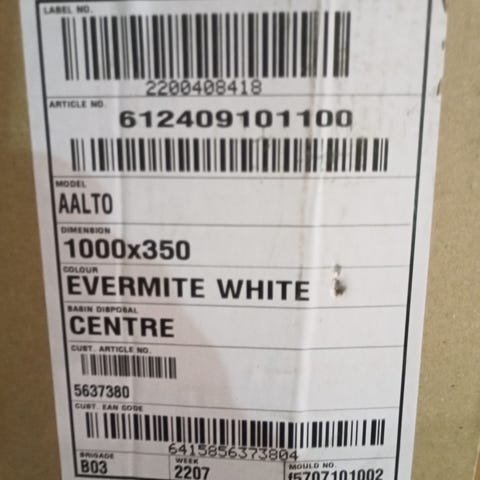 LABEL NO.
2200408418
ARTICLE NO.
612409101100
MODEL
AALTO
DIMENSION
1000x350
COLOUR
EVERMITE WHITE
BASIN DISPOSAL
CENTRE
CUST. ARTICLE NO.
5637380
CUST. EAN CODE
6415856373804
BRIGADE WEEK MOULD NO.
B03 2207 f5707101002